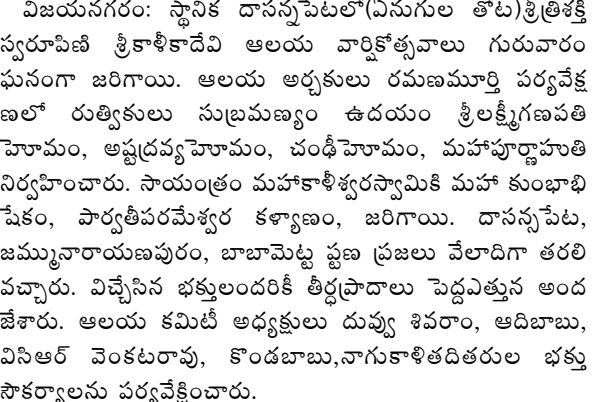 విజయనగరం: స్థానిక దాసన్నపేటలో(ఏనుగుల తోట)శ్రీత్రిశక్తి
స్వరూపిణి శ్రీకాళీకాదేవి ఆలయ వార్షికోత్సవాలు గురువారం
ఘనంగా జరిగాయి. ఆలయ అర్చకులు రమణమూర్తి పర్యవేక్ష
ణలో రుత్వికులు సుబ్రమణ్యం ఉదయం శ్రీలక్ష్మీగణపతి
హెూమం, అష్టద్రవ్యహెూమం, చండీహెూమం, మహాపూర్ణాహుతి
నిర్వహించారు. సాయంత్రం మహాకాళీశ్వరస్వామికి మహా కుంభాభి
షేకం, పార్వతీపరమేశ్వర కళ్యాణం, జరిగాయి. దాసన్నపేట,
జమ్మునారాయణపురం, బాబామెట్ట ప్టణ ప్రజలు వేలాదిగా తరలి
వచ్చారు. విచ్చేసిన భక్తులందరికీ తీర్ధప్రాదాలు పెద్దఎత్తున అంద
జేశారు. ఆలయ కమిటీ అధ్యక్షులు దువ్వు శివరాం, ఆదిబాబు,
విసిఆర్ వెంకటరావు, కొండబాబు,నాగుకాళితదితరుల భక్తు
సౌకర్యాలను పర్యవేక్షించారు.